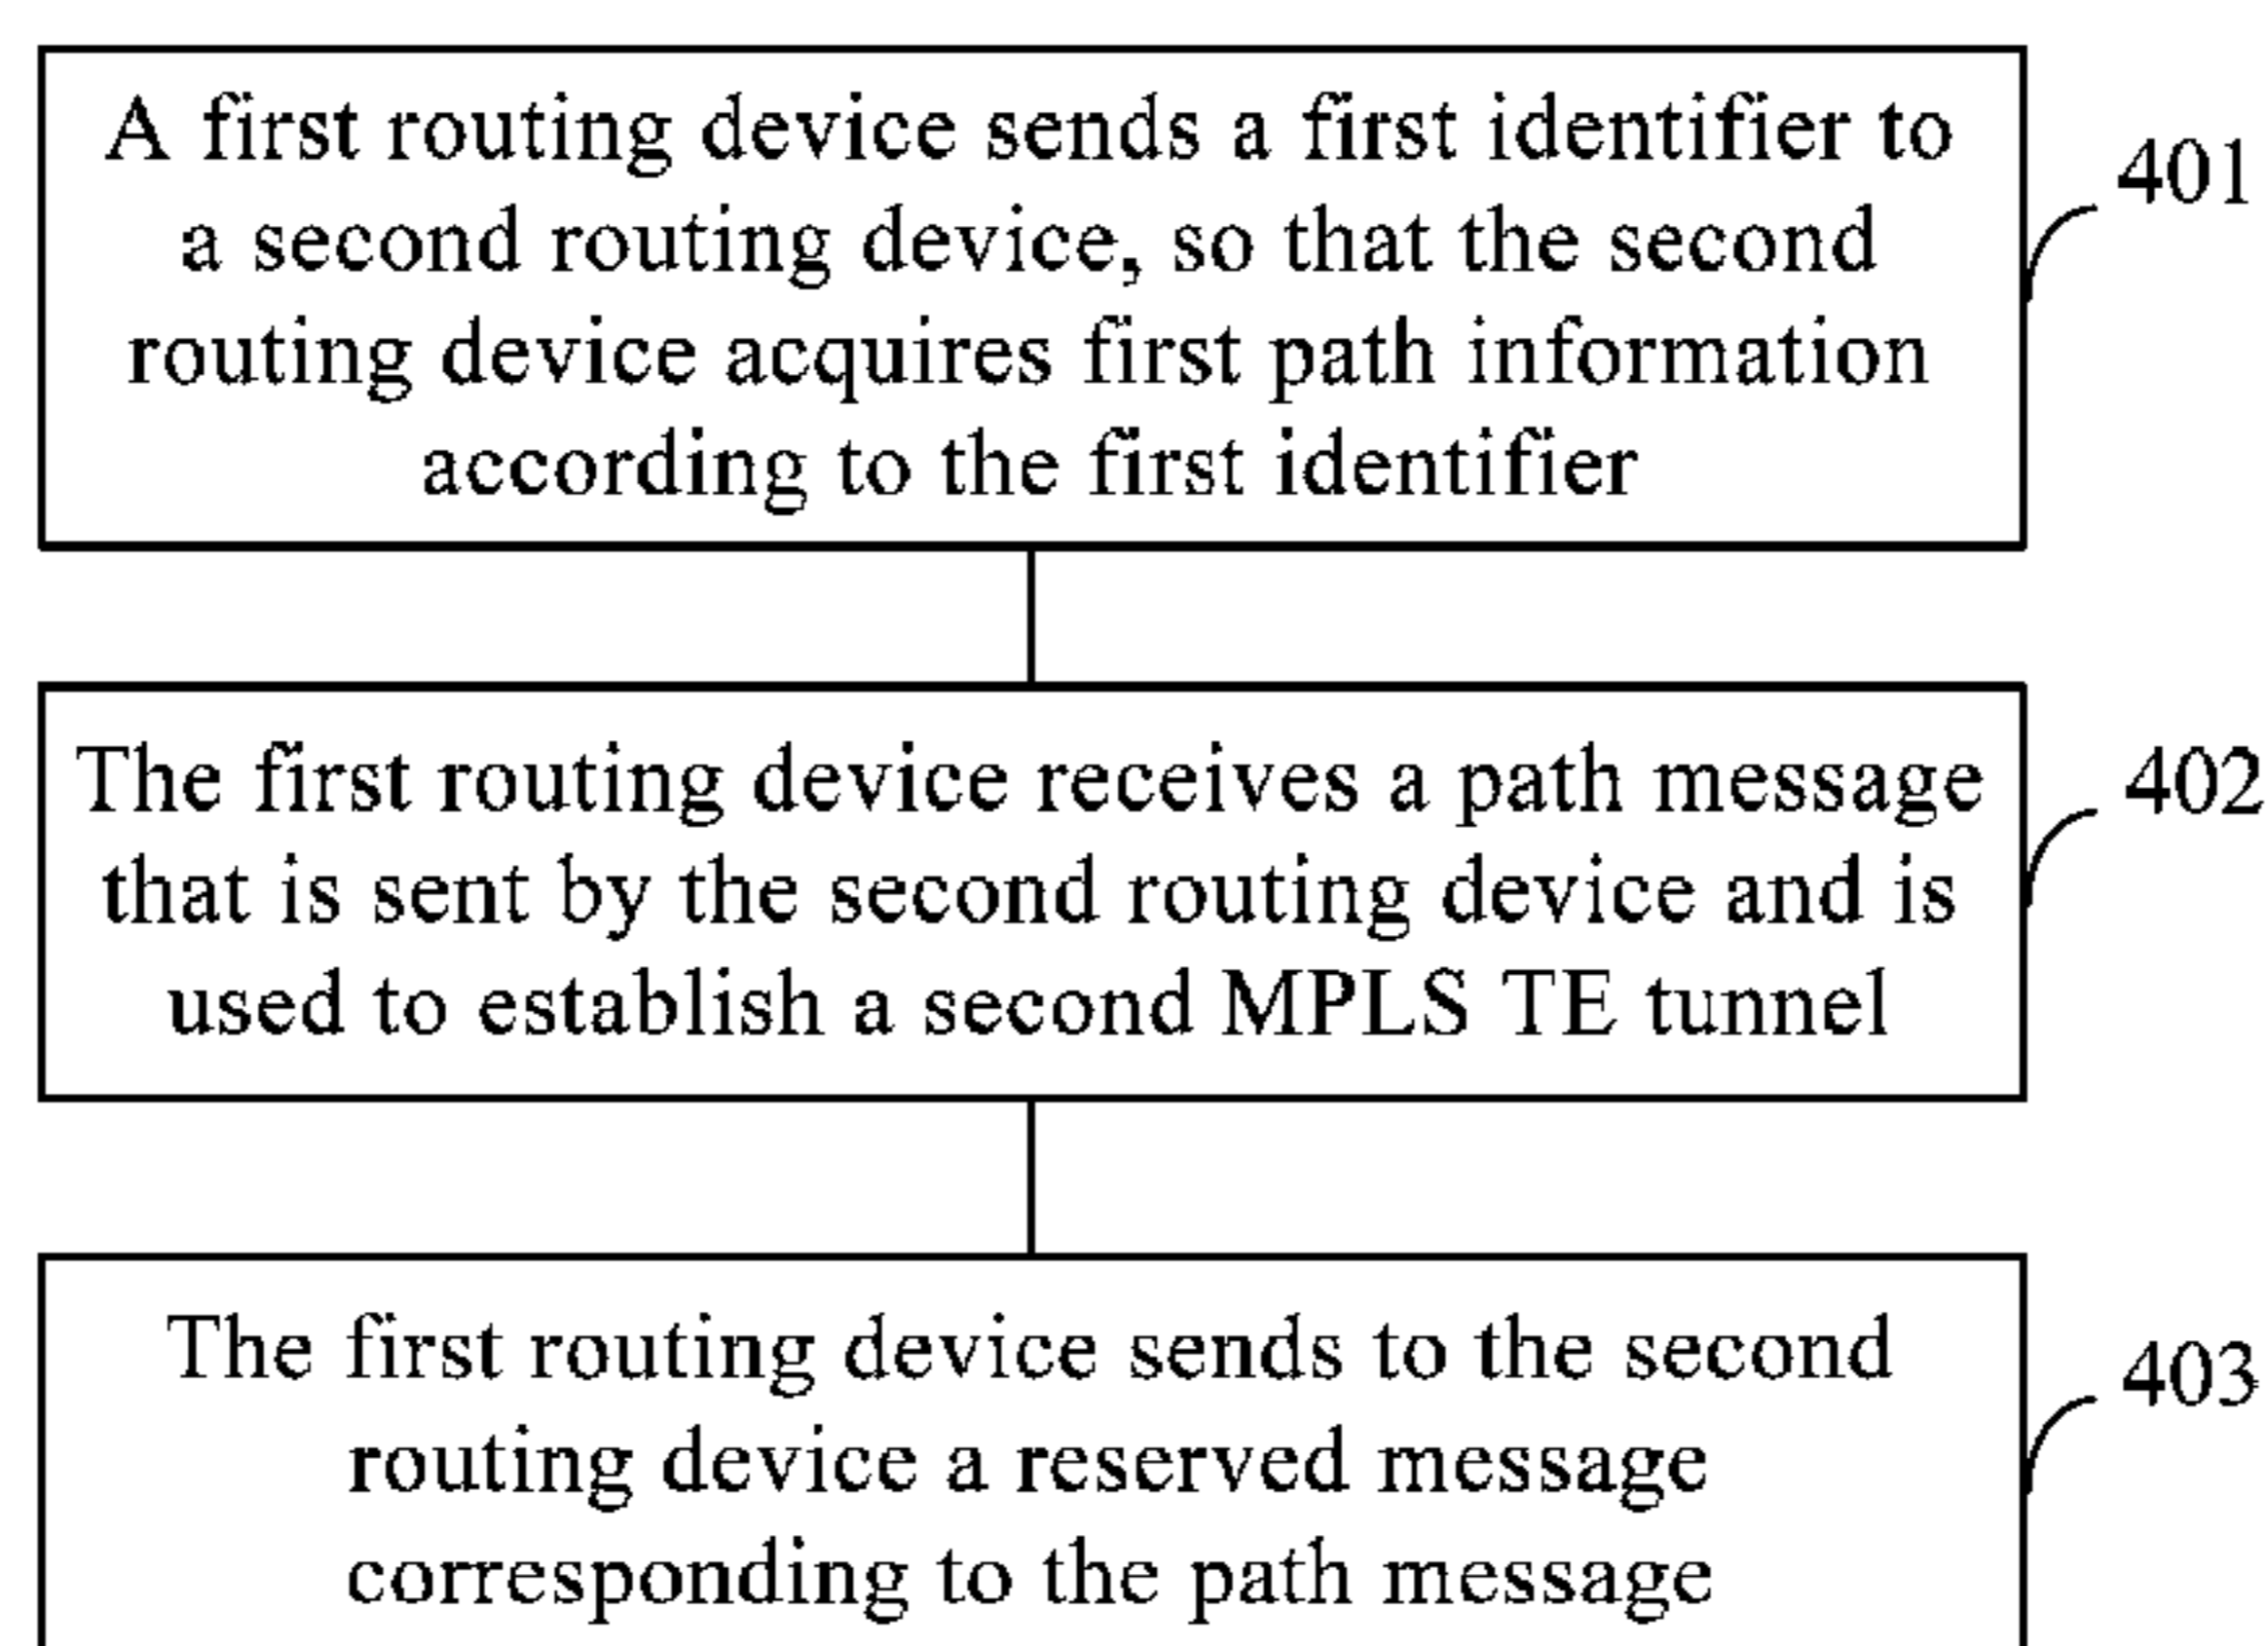 A first routing device sends a first identifier to
a second routing device, so that the second
routing device acquires first path information
according to the first identifier
401
The first routing device receives a path message
that is sent by the second routing device and is
used to establish a second MPLS TE tunnel
402
The first routing device sends to the second
routing device a reserved message
corresponding to the path message
403